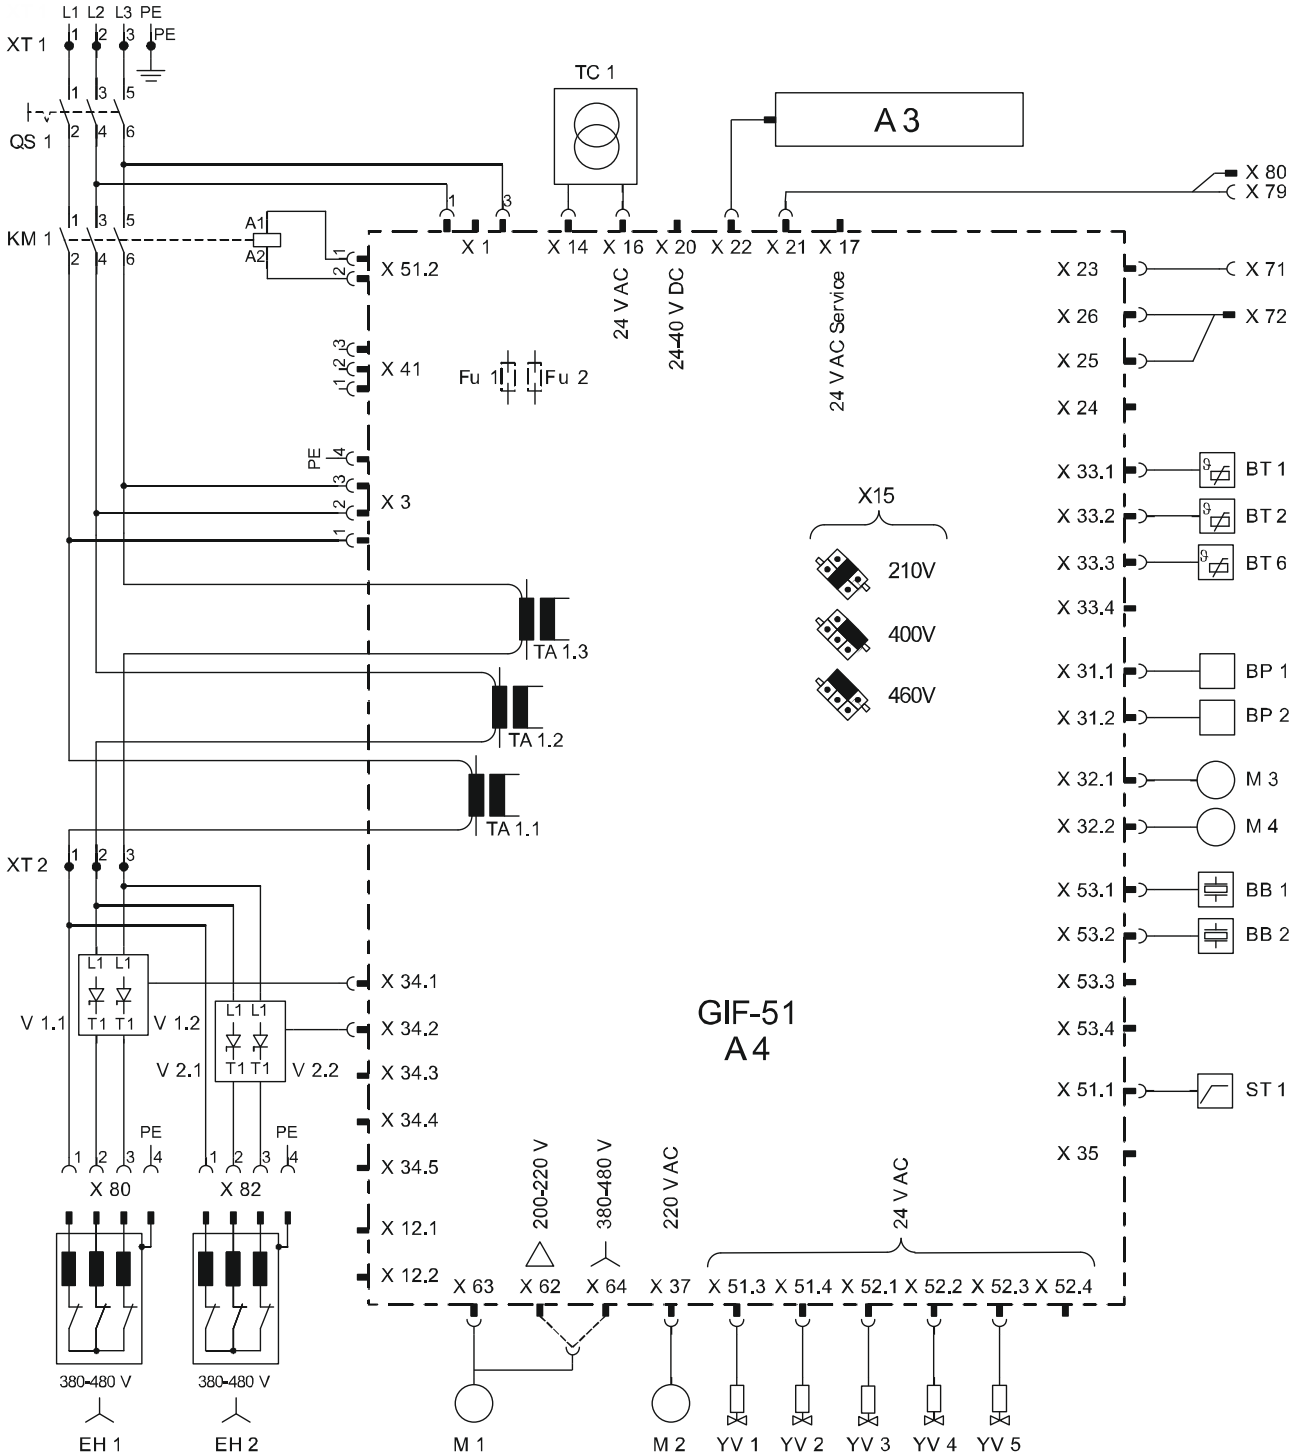 L1 L2 L3 PE
XT 1 1 2 3 PE
TC 1
A 3
1 3 5
QS 1 2 4 6
X 80
X 79
1 3
1 3 5
KM 1
2 4 6
A1
A2
1
2
X 51.2
X 1 X 14 X 16 X 20 X 22 X 21 X 17
24 V AC
24-40 V DC
24 V AC Service
X 23 X 71
X 26 X 72
X 25
X 24
3
2
1
X 41
Fu 1 Fu 2
PE 4
3
2
1
X 3
X 33.1 BT 1
X 33.2 BT 2
X 33.3 BT 6
X 33.4
ϑ
ϑ
ϑ
X15
210V
400V
460V
TA 1.3
TA 1.2
TA 1.1
X 31.1 BP 1
X 31.2 BP 2
X 32.1 M 3
X 32.2 M 4
X 53.1 BB 1
X 53.2 BB 2
X 53.3
X 53.4
X 51.1 ST 1
X 35
XT 2 1 2 3
L1 L1
T1 T1
V 1.1 V 1.2
L1 L1
T1 T1
V 2.1 V 2.2
X 34.1
X 34.2
X 34.3
X 34.4
X 34.5
X 12.1
X 12.2
GIF-51
A 4
PE PE
1 2 3 4 1 2 3 4
X 80 X 82
380-480 V 380-480 V
EH 1 EH 2
200-220 V
380-480 V
220 V AC
24 V AC
X 63 X 62 X 64 X 37 X 51.3 X 51.4 X 52.1 X 52.2 X 52.3 X 52.4
M 1 M 2 YV 1 YV 2 YV 3 YV 4 YV 5